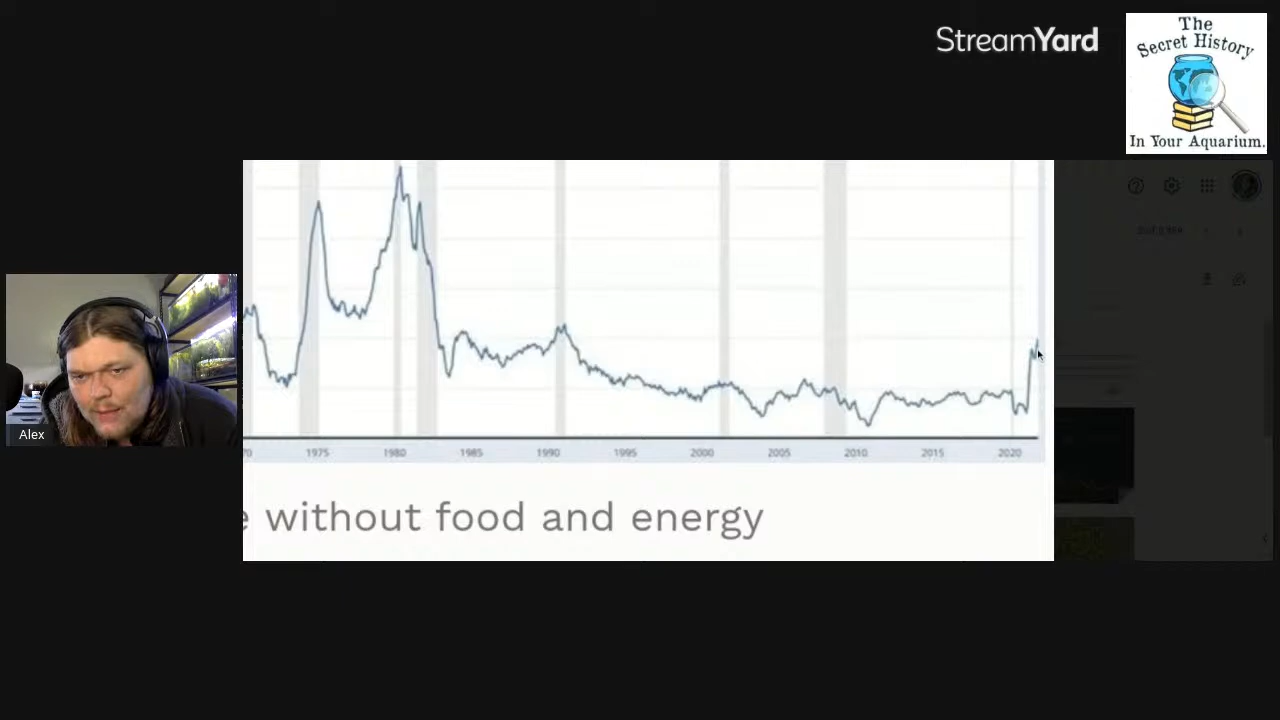 StreamYard
The
Secret History
In Your Aquarium.
Alex
70 1975 1980 1985 1990 1995 2000 2005 2010 2015 2020
e without food and energy